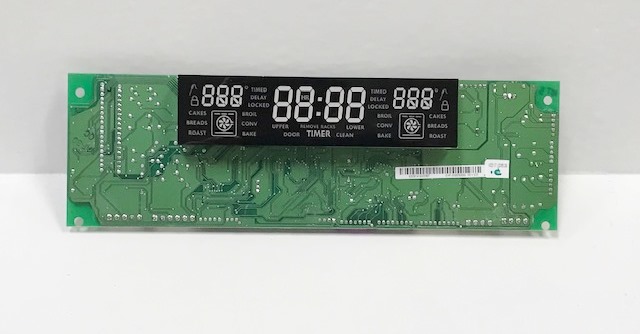 888° TIMED
DELAY
LOCKED
CAKES BROIL
BREADS CONV
ROAST BAKE
88:88
HR
UPPER REMOVE RACKS LOWER
DOOR TIMER CLEAN
TIMED 888°
DELAY
LOCKED
BROIL CAKES
CONV BREADS
BAKE ROAST